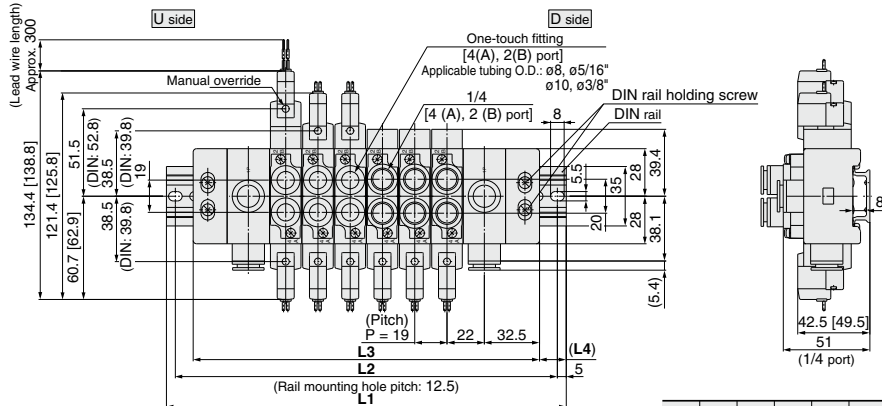 U side
D side
(Lead wire length)
Approx. 300
Manual override
One-touch fitting
[4(A), 2(B) port]
Applicable tubing O.D.: ø8, ø5/16"
ø10, ø3/8"
1/4
[4 (A), 2 (B) port]
DIN rail holding screw
DIN rail
8
134.4 [138.8]
121.4 [125.8]
60.7 [62.9]
51.5
(DIN: 52.8)
38.5
(DIN: 39.8)
19
38.5
(DIN: 39.8)
5.5
35
20
28
28
39.4
38.1
(5.4)
8
42.5 [49.5]
51
(1/4 port)
(Pitch)
P = 19
22
32.5
L3
(L4)
L2
5
(Rail mounting hole pitch: 12.5)
L1